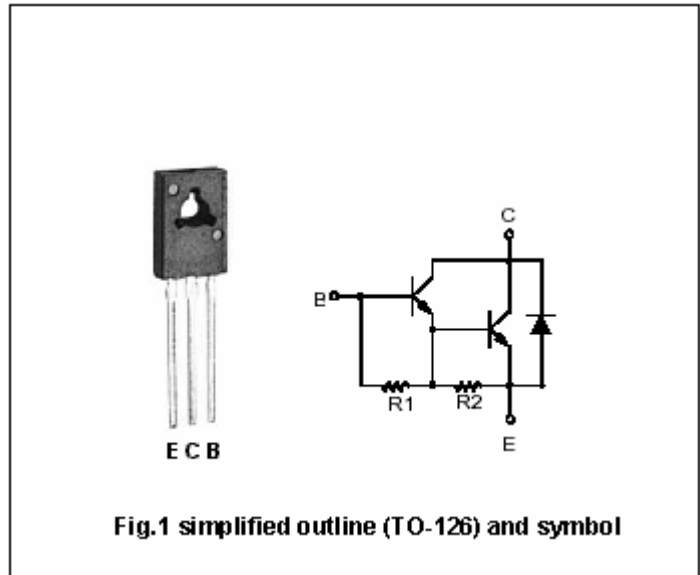 C
B
R1
R2
E
E C B
Fig.1 simplified outline (TO-126) and symbol